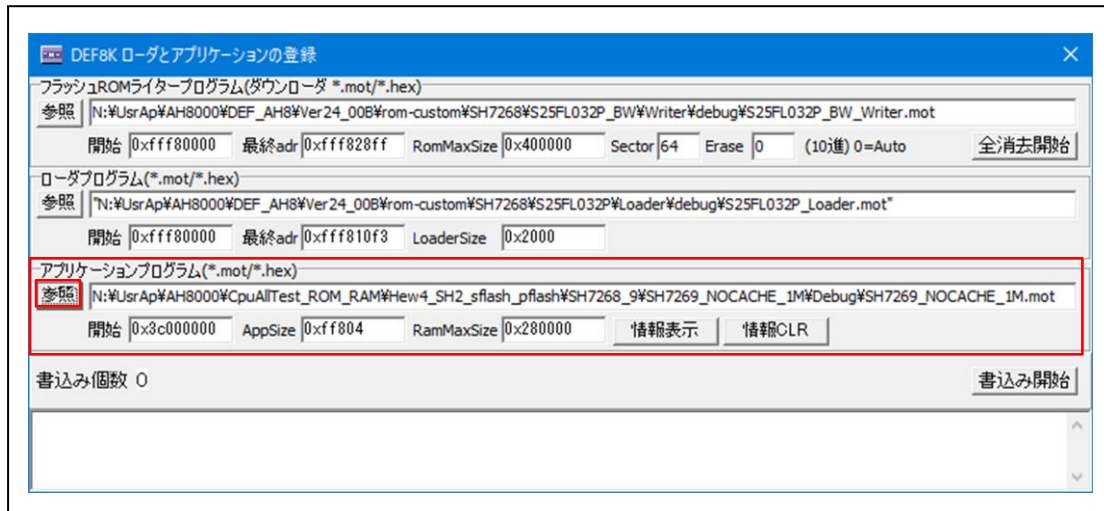 DEF8K ローダとアプリケーションの登録
フラッシュROMライタープログラム(ダウンローダ *.mot/*.hex)
参照 N:¥UsrAp¥AH8000¥DEF_AH8¥Ver24_00B¥rom-custom¥SH7268¥S25FL032P_BW¥Writer¥debug¥S25FL032P_BW_Writer.mot
開始 0xfff80000 最終adr 0xfff828ff RomMaxSize 0x400000 Sector 64 Erase 0 (10進) 0=Auto 全消去開始
ローダプログラム(*.mot/*.hex)
参照 "N:¥UsrAp¥AH8000¥DEF_AH8¥Ver24_00B¥rom-custom¥SH7268¥S25FL032P¥Loader¥debug¥S25FL032P_Loader.mot"
開始 0xfff80000 最終adr 0xfff810f3 LoaderSize 0x2000
アプリケーションプログラム(*.mot/*.hex)
参照 N:¥UsrAp¥AH8000¥CpuAllTest_ROM_RAM¥Hew4_SH2_sflash_pflash¥SH7268_9¥SH7269_NOCACHE_1M¥Debug¥SH7269_NOCACHE_1M.mot
開始 0x3c000000 AppSize 0xff804 RamMaxSize 0x280000 情報表示 情報CLR
書込み個数 0 書込み開始